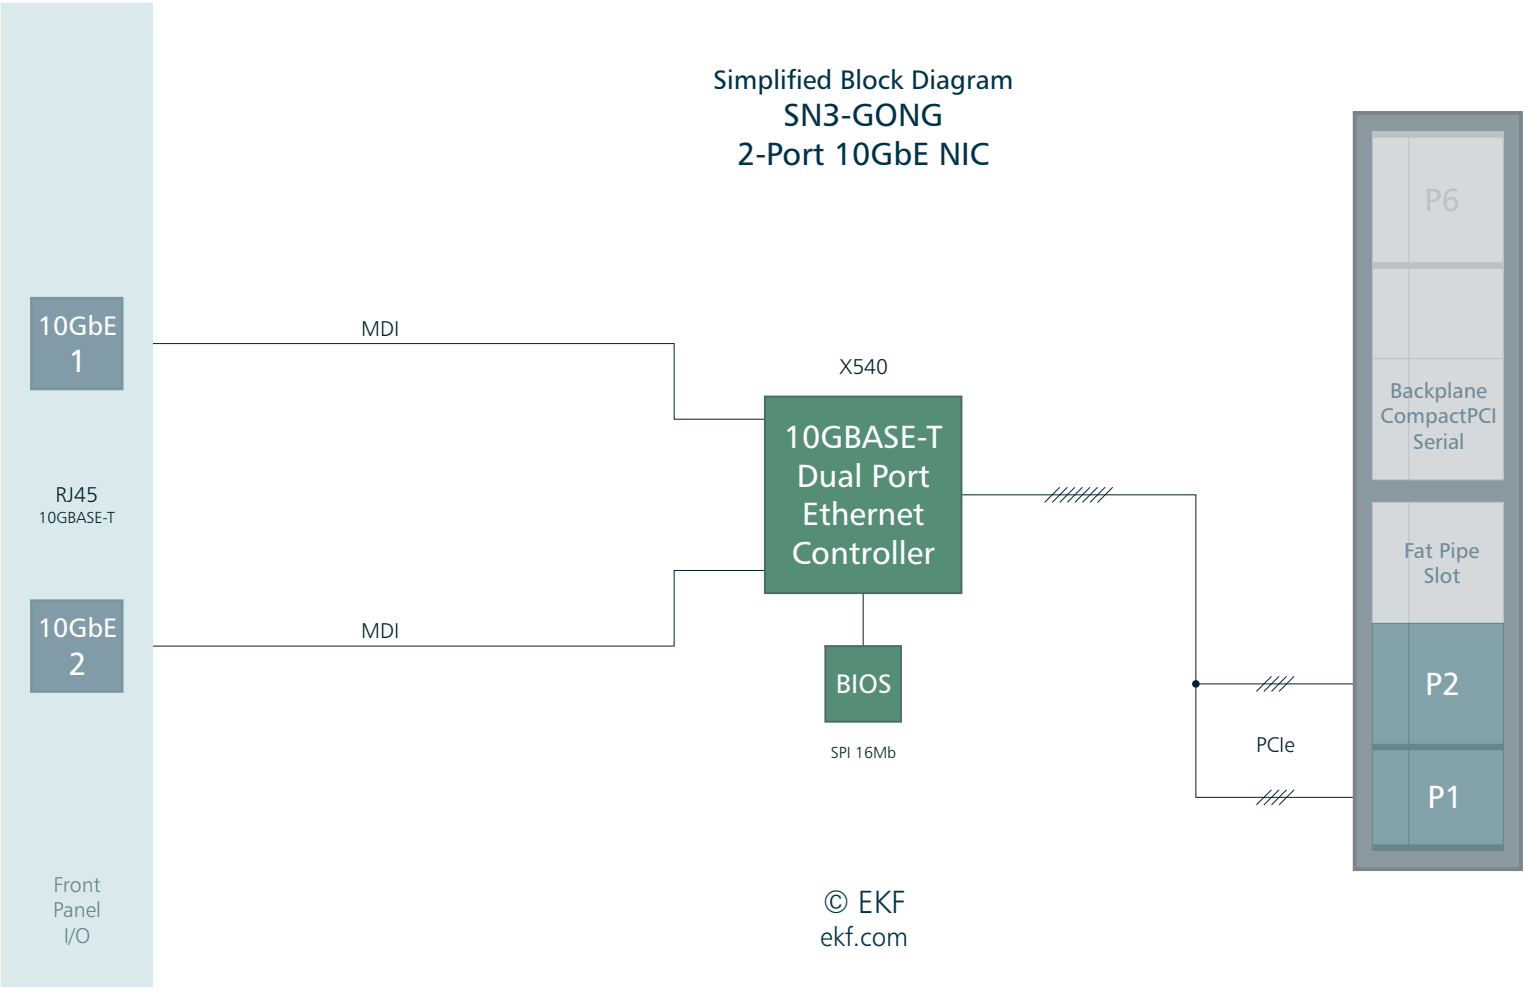 Simplified Block Diagram
SN3-GONG
2-Port 10GbE NIC
P6
10GbE
1
MDI
X540
Backplane
CompactPCI
Serial
10GBASE-T
Dual Port
Ethernet
Controller
RJ45
10GBASE-T
Fat Pipe
Slot
10GbE
2
MDI
BIOS
P2
SPI 16Mb
PCIe
P1
Front
Panel
I/O
© EKF
ekf.com